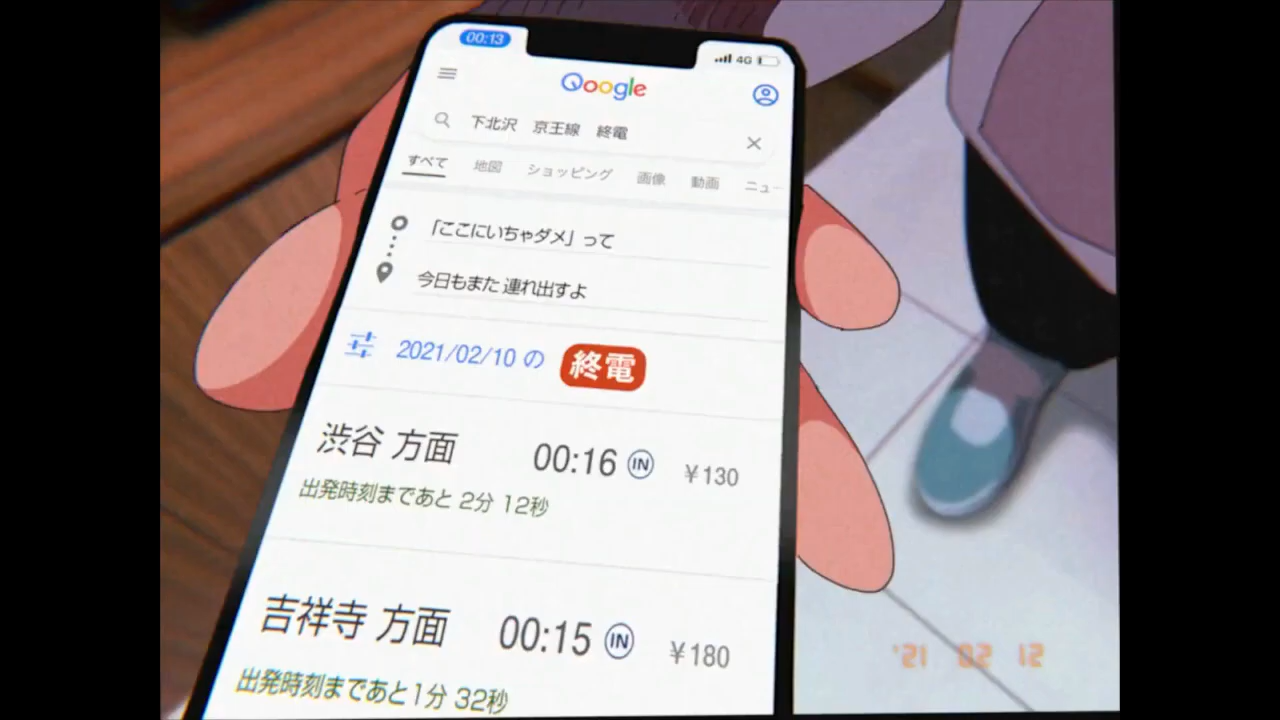 00:13
4G
Qoogle
下北沢 京王線 終電
すべて 地図 ショッピング 画像 動画 ニュー
「ここにいちゃダメ」って
今日もまた 連れ出すよ
2021/02/10 の 終電
渋谷 方面 00:16 IN ¥130
出発時刻まであと 2分 12秒
吉祥寺 方面 00:15 IN ¥180
出発時刻まであと1分 32秒
'21 02 12